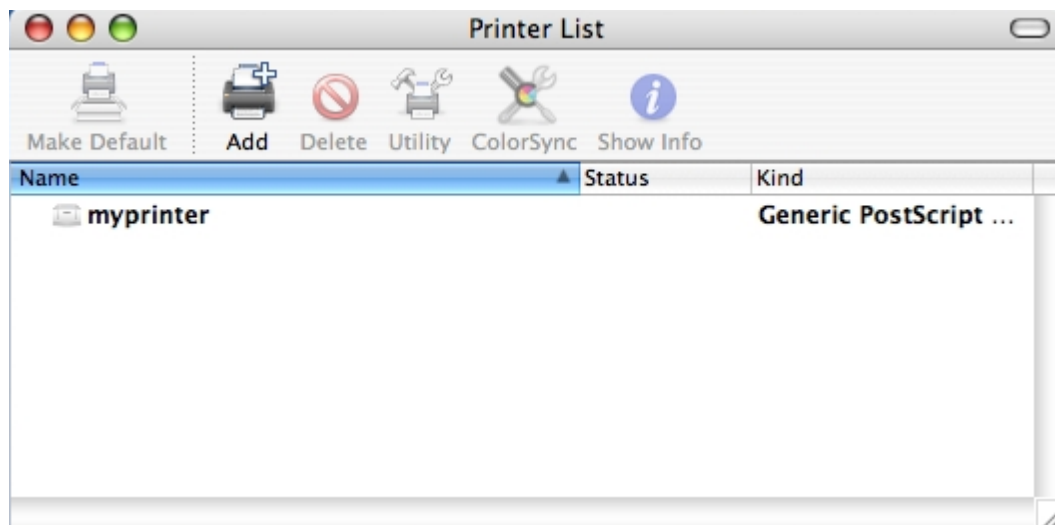 Printer List
Make Default Add Delete Utility ColorSync Show Info
Name Status Kind
myprinter Generic PostScript ...